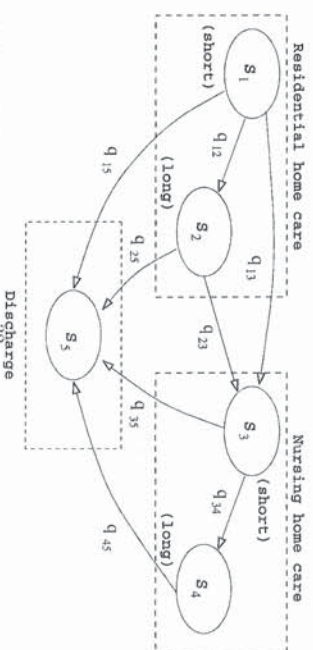 Residential home care
Nursing home care
S1
(short)
q12
q13
S2
(long)
q15
q25
q23
S3
(short)
q34
S4
(long)
q35
q45
S5
Discharge